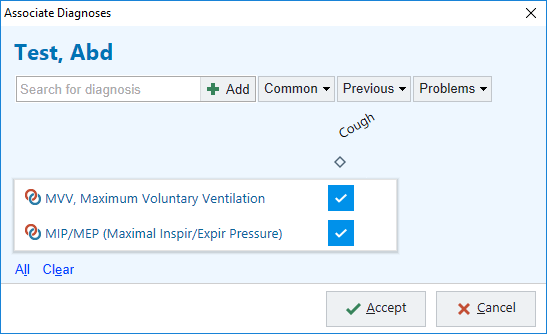 Associate Diagnoses
Test, Abd
Search for diagnosis Add Common Previous Problems
Cough
MVV, Maximum Voluntary Ventilation
MIP/MEP (Maximal Inspir/Expir Pressure)
All Clear
Accept Cancel